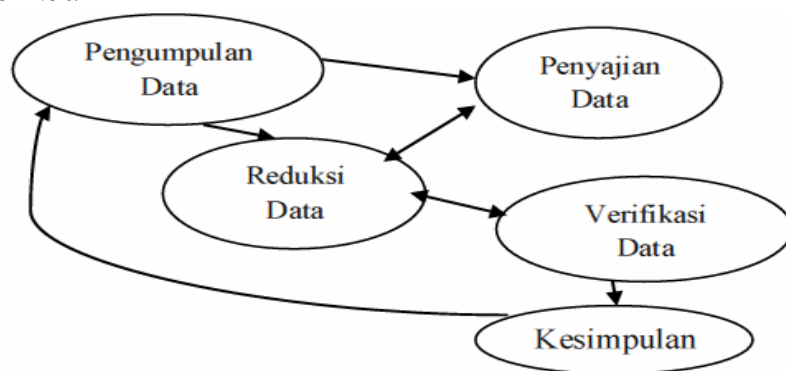 Pengumpulan
Data
Penyajian
Data
Reduksi
Data
Verifikasi
Data
Kesimpulan